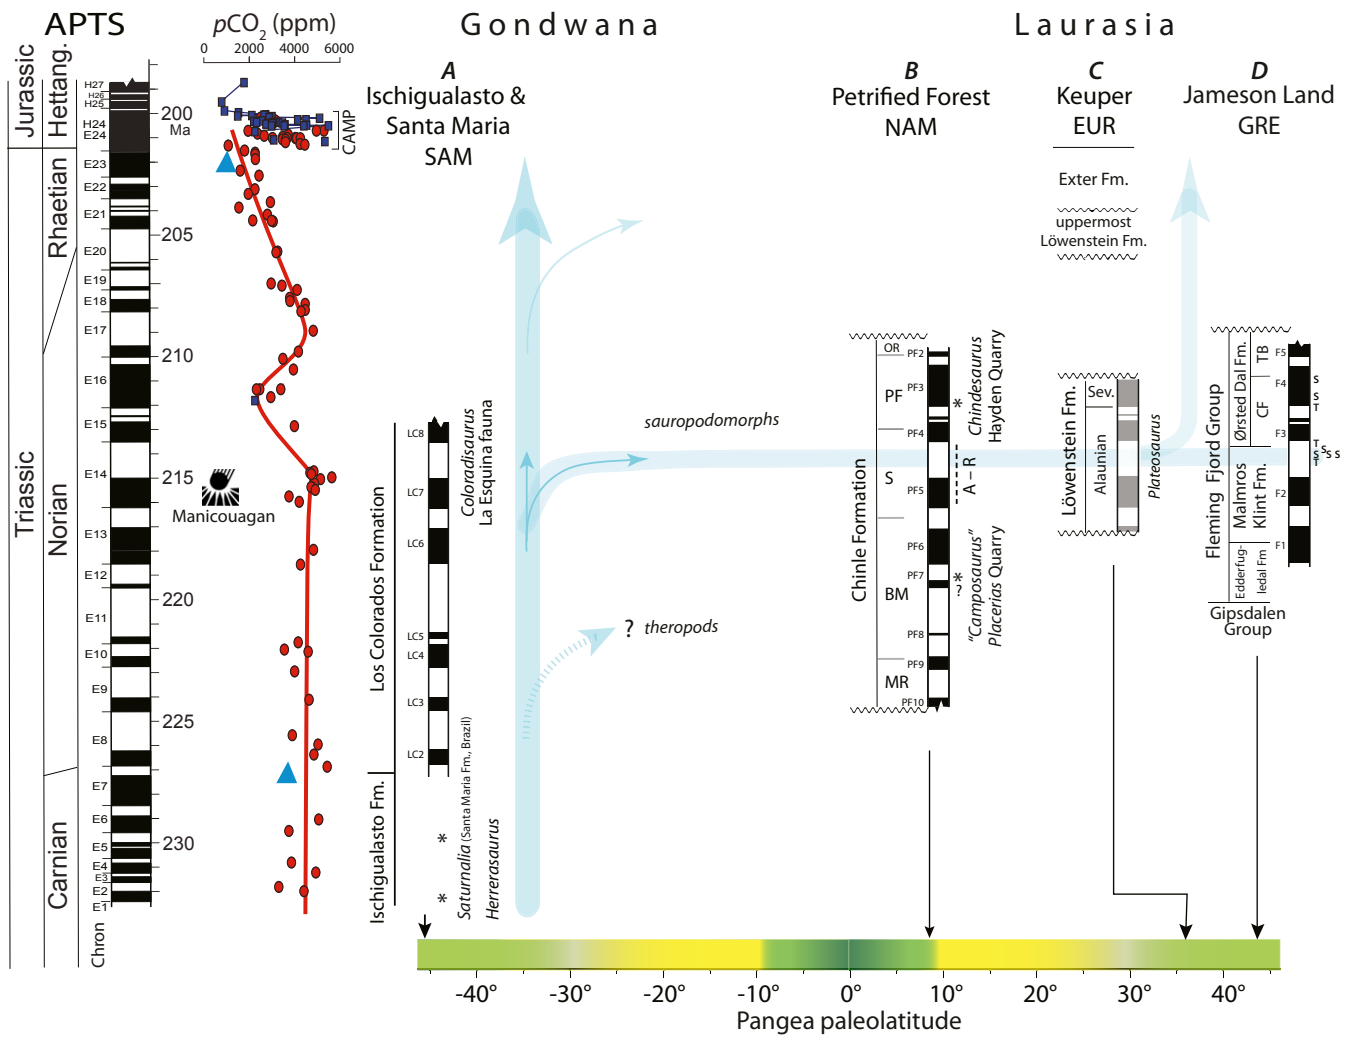 APTS
pCO2 (ppm)
0 2000 4000 6000
Gondwana
Laurasia
Jurassic
Triassic
Hettang.
Rhaetian
Norian
Carnian
Chron
H27
H26
H25
H24
E24
E23
E22
E21
E20
E19
E18
E17
E16
E15
E14
E13
E12
E11
E10
E9
E8
E7
E6
E5
E4
E3
E2
E1
200
Ma
205
210
215
220
225
230
CAMP
Manicouagan
A
Ischigualasto &
Santa Maria
SAM
Los Colorados Formation
Ischigualasto Fm.
LC8
LC7
LC6
LC5
LC4
LC3
LC2
Coloradisaurus
La Esquina fauna
*
*
Saturnalia (Santa Maria Fm., Brazil)
Herrerasaurus
sauropodomorphs
? theropods
B
Petrified Forest
NAM
Chinle Formation
OR
PF
S
BM
MR
PF2
PF3
PF4
PF5
PF6
PF7
PF8
PF9
PF10
*
Chindesaurus
Hayden Quarry
A – R
*
?
"Camposaurus"
Placerias Quarry
C
Keuper
EUR
Exter Fm.
uppermost
Löwenstein Fm.
Löwenstein Fm.
Sev.
Alaunian
Plateosaurus
D
Jameson Land
GRE
Fleming Fjord Group
Ørsted Dal Fm.
TB
CF
Malmros
Klint Fm.
Edderfug-
ledal Fm
Gipsdalen
Group
F5
F4
F3
F2
F1
S
S
T
T
S
S
S S
T
-40° -30° -20° -10° 0° 10° 20° 30° 40°
Pangea paleolatitude